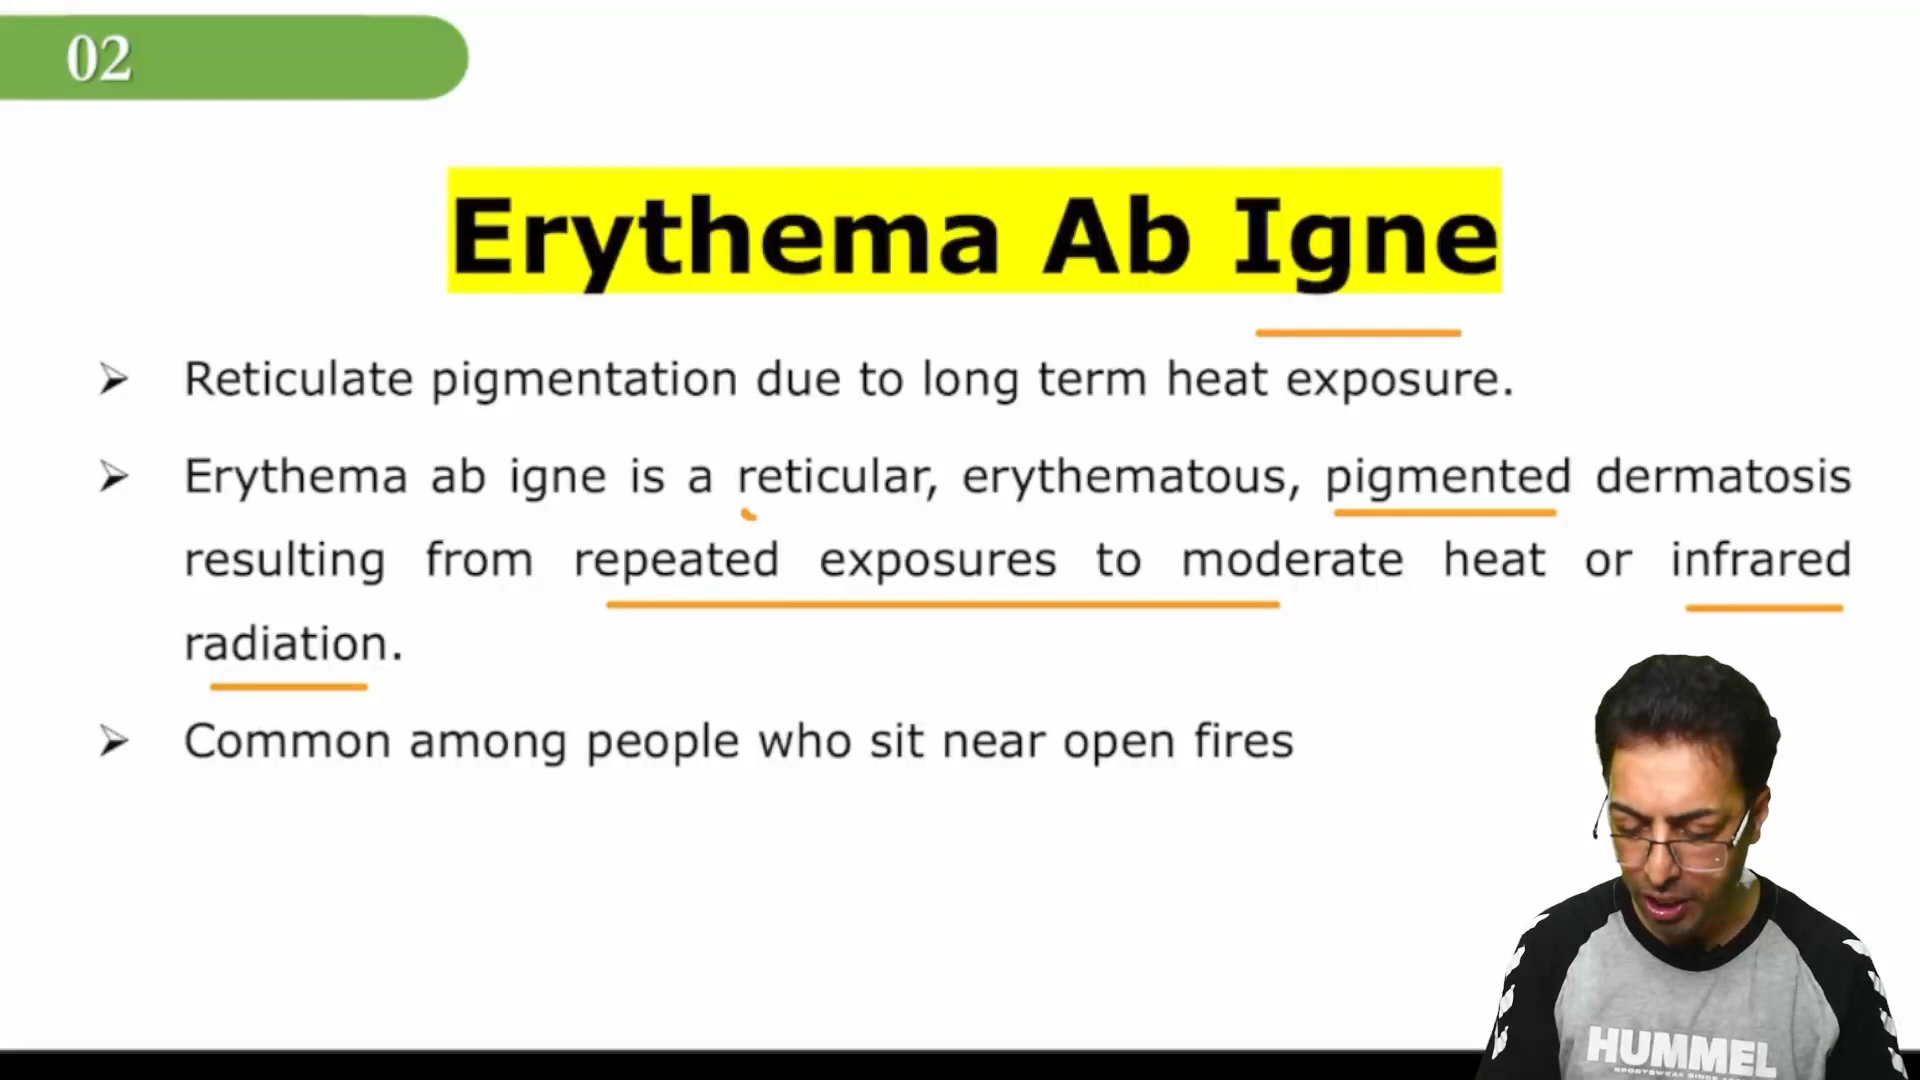 02
Erythema Ab Igne
➢ Reticulate pigmentation due to long term heat exposure.
➢ Erythema ab igne is a reticular, erythematous, pigmented dermatosis
resulting from repeated exposures to moderate heat or infrared
radiation.
➢ Common among people who sit near open fires
HUMMEL